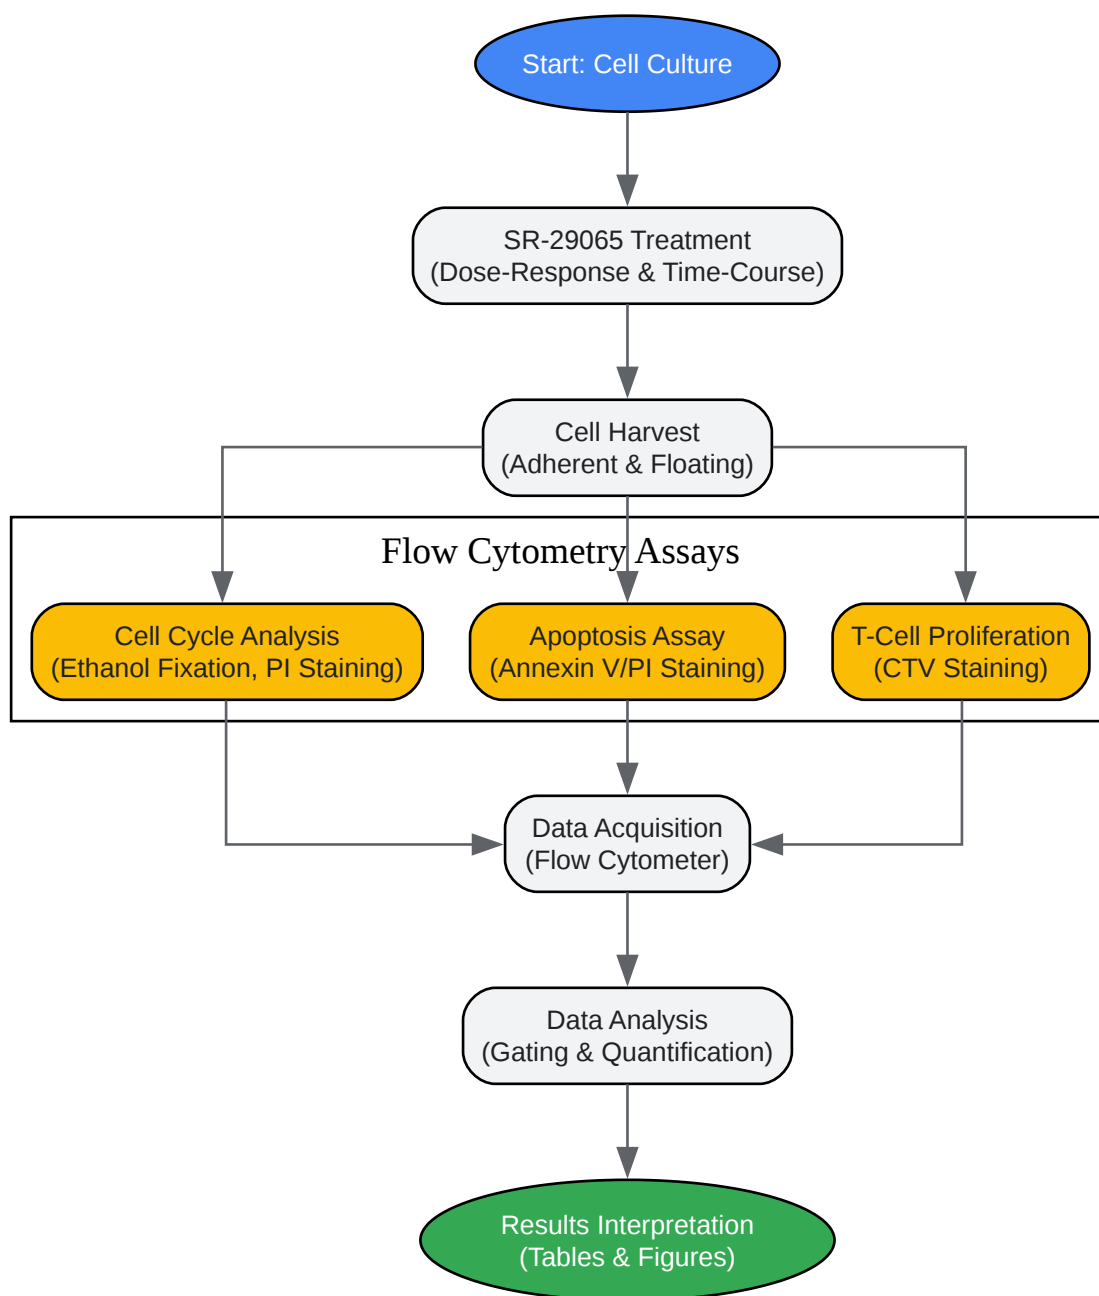 Start: Cell Culture
SR-29065 Treatment
(Dose-Response & Time-Course)
Cell Harvest
(Adherent & Floating)
Flow Cytometry Assays
Cell Cycle Analysis
(Ethanol Fixation, PI Staining)
Apoptosis Assay
(Annexin V/PI Staining)
T-Cell Proliferation
(CTV Staining)
Data Acquisition
(Flow Cytometer)
Data Analysis
(Gating & Quantification)
Results Interpretation
(Tables & Figures)